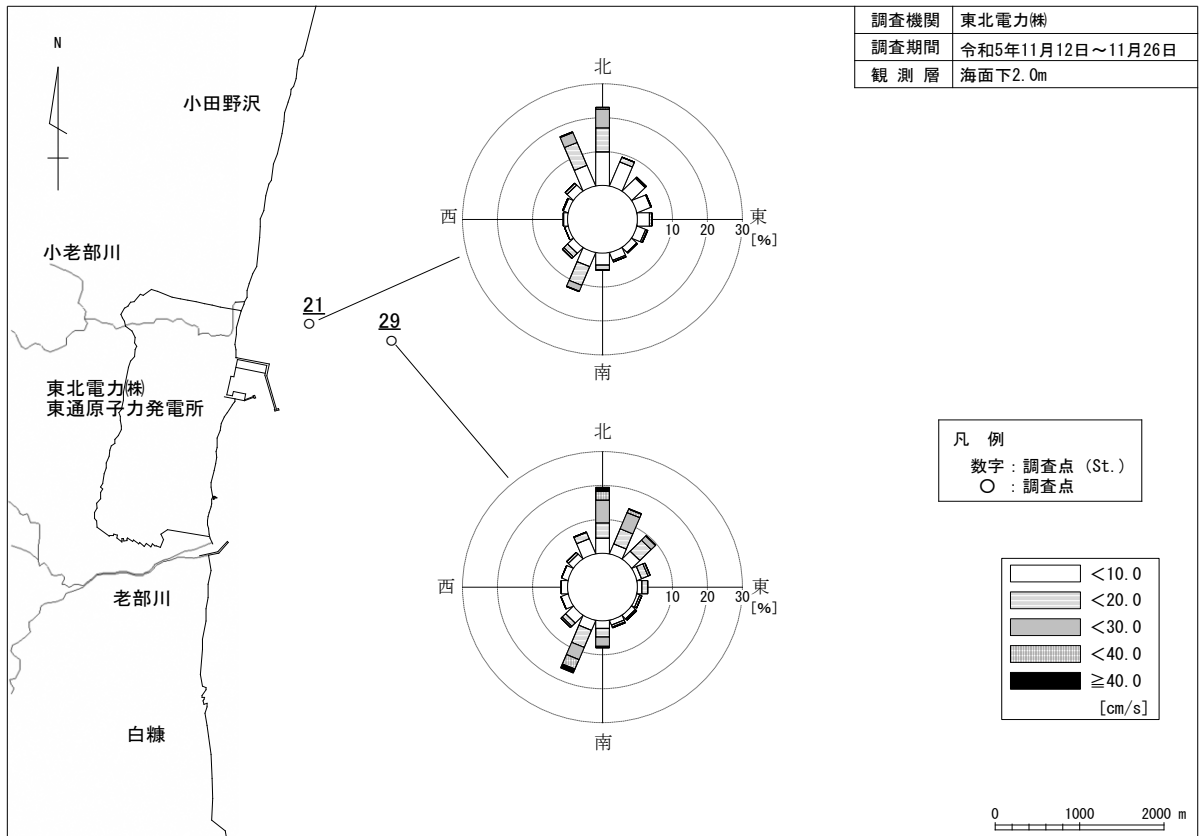 調査機関 東北電力㈱
調査期間 令和5年11月12日~11月26日
観測層 海面下2.0m
N
小田野沢
小老部川
21
29
東北電力㈱
東通原子力発電所
老部川
白糠
北
西
東
10 20 30
[%]
南
北
西
東
10 20 30
[%]
南
凡 例
数字:調査点 (St.)
○ :調査点
<10.0
<20.0
<30.0
<40.0
≧40.0
[cm/s]
0 1000 2000 m